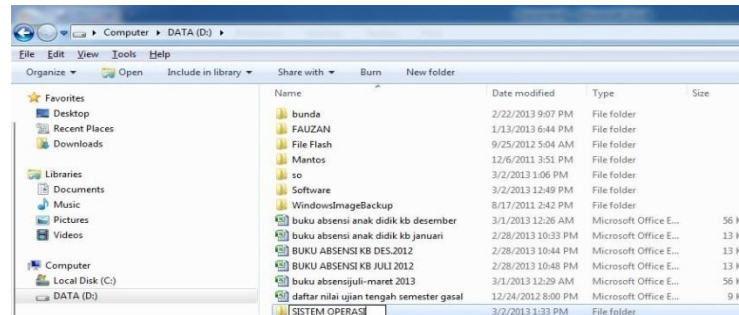 Computer ▸ DATA (D:) ▸
File Edit View Tools Help
Organize Open Include in library Share with Burn New folder
Favorites
Desktop
Recent Places
Downloads
Libraries
Documents
Music
Pictures
Videos
Computer
Local Disk (C:)
DATA (D:)
Name Date modified Type Size
bunda 2/22/2013 9:07 PM File folder
FAUZAN 1/13/2013 6:44 PM File folder
File Flash 9/25/2012 5:04 AM File folder
Mantos 12/6/2011 3:51 PM File folder
so 3/2/2013 1:06 PM File folder
Software 3/2/2013 12:49 PM File folder
WindowsImageBackup 8/17/2011 2:42 PM File folder
buku absensi anak didik kb desember 3/1/2013 12:26 AM Microsoft Office E... 56 K
buku absensi anak didik kb januari 2/28/2013 10:33 PM Microsoft Office E... 13 K
BUKU ABSENSI KB DES.2012 2/28/2013 10:44 PM Microsoft Office E... 13 K
BUKU ABSENSI KB JULI 2012 2/28/2013 10:48 PM Microsoft Office E... 13 K
buku absensijuli-maret 2013 3/1/2013 12:29 AM Microsoft Office E... 56 K
daftar nilai ujian tengah semester gasal 12/24/2012 8:00 PM Microsoft Office E... 9 K
SISTEM OPERASI 3/2/2013 1:33 PM File folder